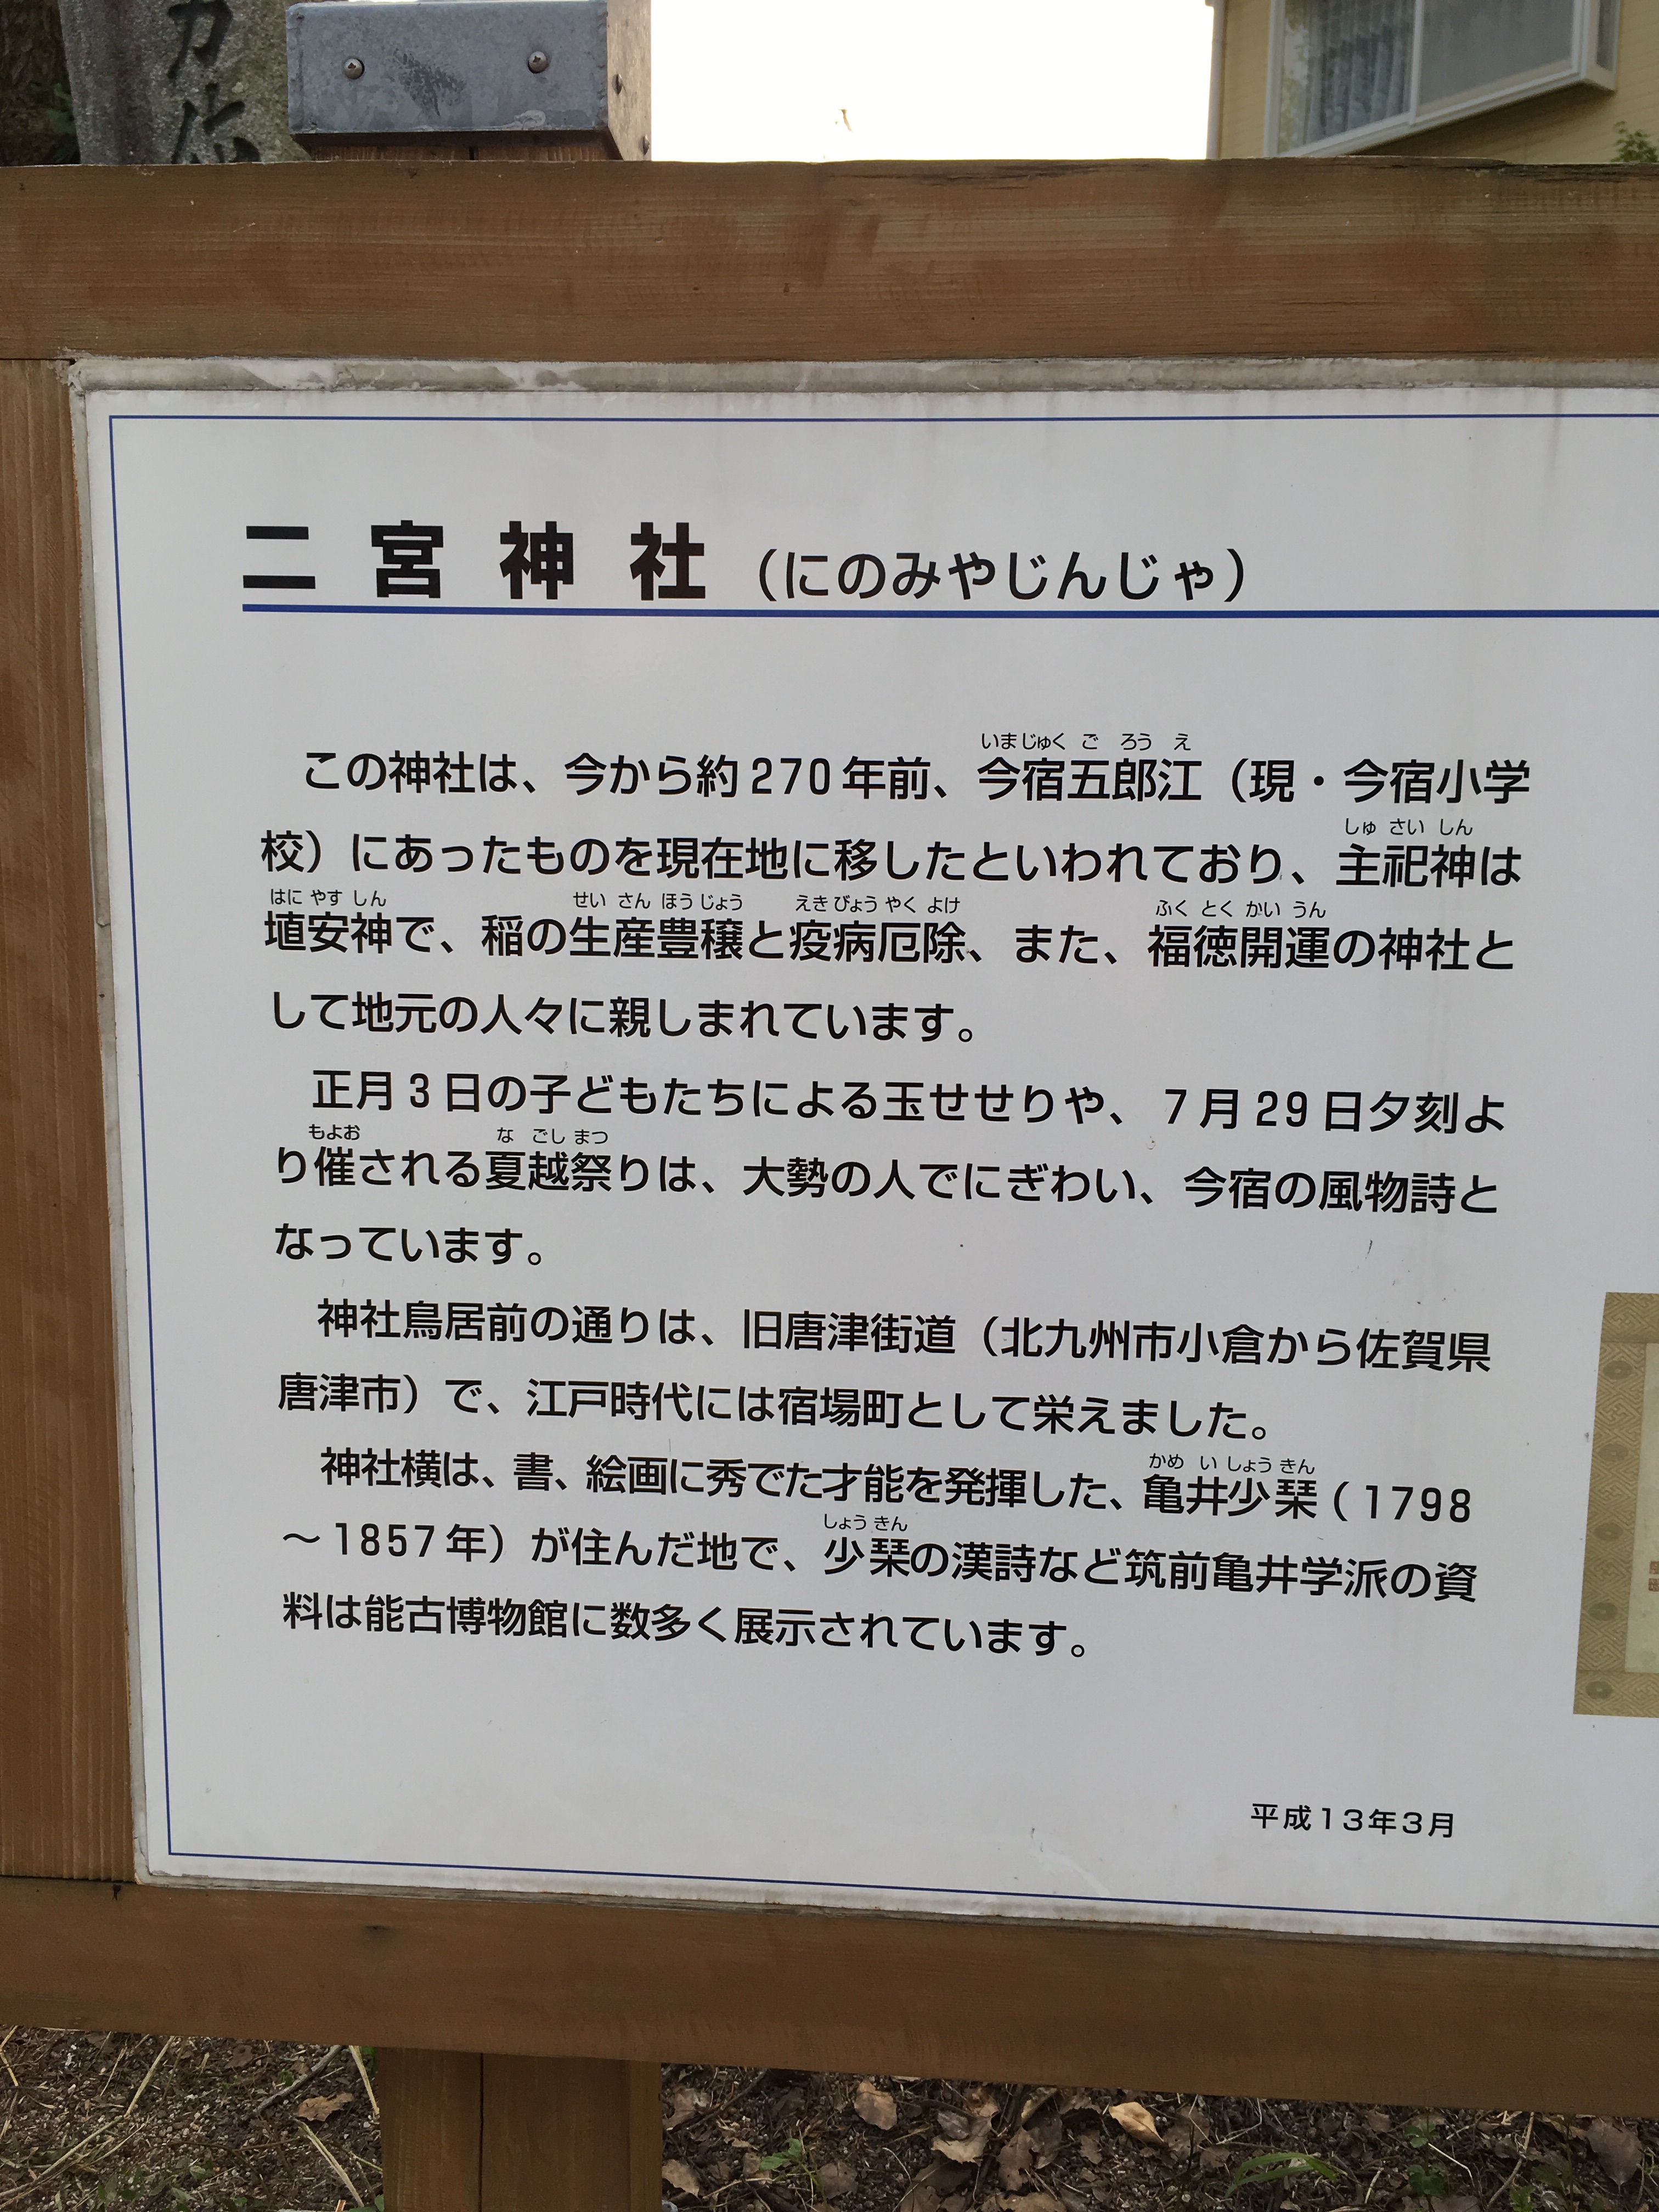 二宮神社（にのみやじんじゃ）
いまじゅくごろうえ
この神社は、今から約270年前、今宿五郎江（現・今宿小学
しゅさいしん
校）にあったものを現在地に移したといわれており、主祀神は
はにやすしん せいさんほうじょう えきびょうやくよけ ふくとくかいうん
埴安神で、稲の生産豊穣と疫病厄除、また、福徳開運の神社と
して地元の人々に親しまれています。
正月3日の子どもたちによる玉せせりや、7月29日夕刻よ
もよお なごしまつ
り催される夏越祭りは、大勢の人でにぎわい、今宿の風物詩と
なっています。
神社鳥居前の通りは、旧唐津街道（北九州市小倉から佐賀県
唐津市）で、江戸時代には宿場町として栄えました。
かめいしょうきん
神社横は、書、絵画に秀でた才能を発揮した、亀井少琹（1798
しょうきん
～1857年）が住んだ地で、少琹の漢詩など筑前亀井学派の資
料は能古博物館に数多く展示されています。
平成13年3月